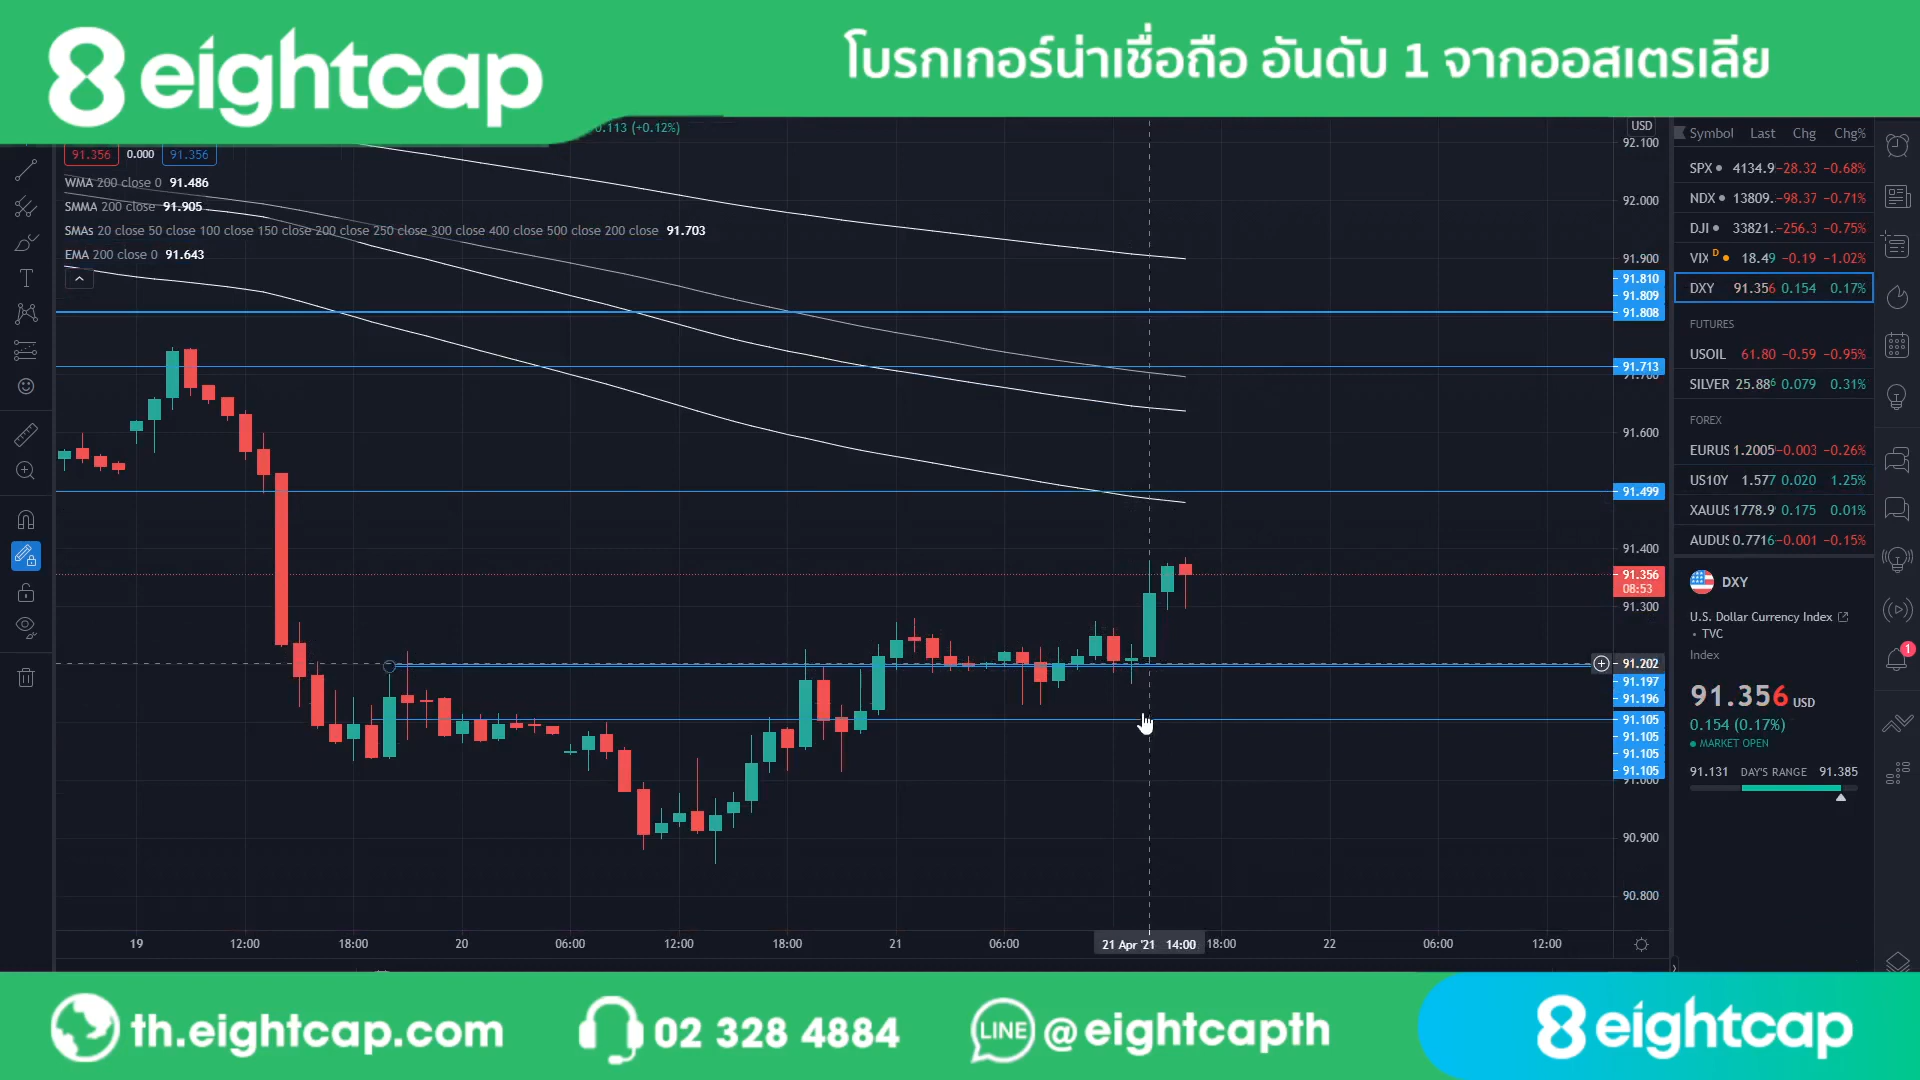 8 eightcap
โบรกเกอร์น่าเชื่อถือ อันดับ 1 จากออสเตรเลีย
0.113 (+0.12%)
91.356 0.000 91.356
WMA 200 close 0 91.486
SMMA 200 close 91.905
SMAs 20 close 50 close 100 close 150 close 200 close 250 close 300 close 400 close 500 close 200 close 91.703
EMA 200 close 0 91.643
USD
92.100
92.000
91.900
91.810
91.809
91.808
91.713
91.600
91.499
91.400
91.356
08:53
91.300
91.202
91.197
91.196
91.105
91.105
91.105
91.105
91.000
90.900
90.800
19 12:00 18:00 20 06:00 12:00 18:00 21 06:00 21 Apr '21 14:00 18:00 22 06:00 12:00
Symbol Last Chg Chg%
SPX 4134.9 -28.32 -0.68%
NDX 13809. -98.37 -0.71%
DJI 33821. -256.3 -0.75%
VIX D 18.49 -0.19 -1.02%
DXY 91.356 0.154 0.17%
FUTURES
USOIL 61.80 -0.59 -0.95%
SILVER 25.886 0.079 0.31%
FOREX
EURUS 1.2005 -0.003 -0.26%
US10Y 1.577 0.020 1.25%
XAUUS 1778.9 0.175 0.01%
AUDUS 0.7716 -0.001 -0.15%
DXY
U.S. Dollar Currency Index
• TVC
Index
91.356 USD
0.154 (0.17%)
MARKET OPEN
91.131 DAY'S RANGE 91.385
1
th.eightcap.com 02 328 4884 LINE @eightcapth 8 eightcap